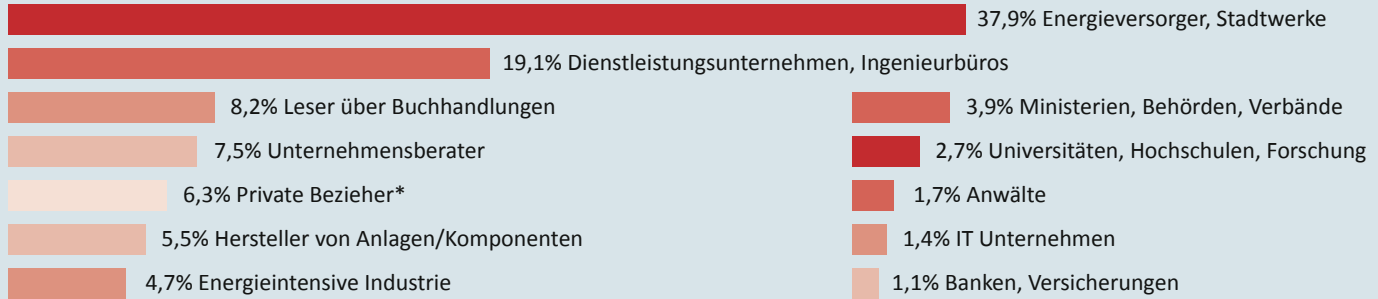 37,9% Energieversorger, Stadtwerke
19,1% Dienstleistungsunternehmen, Ingenieurbüros
8,2% Leser über Buchhandlungen
7,5% Unternehmensberater
6,3% Private Bezieher*
5,5% Hersteller von Anlagen/Komponenten
4,7% Energieintensive Industrie
3,9% Ministerien, Behörden, Verbände
2,7% Universitäten, Hochschulen, Forschung
1,7% Anwälte
1,4% IT Unternehmen
1,1% Banken, Versicherungen